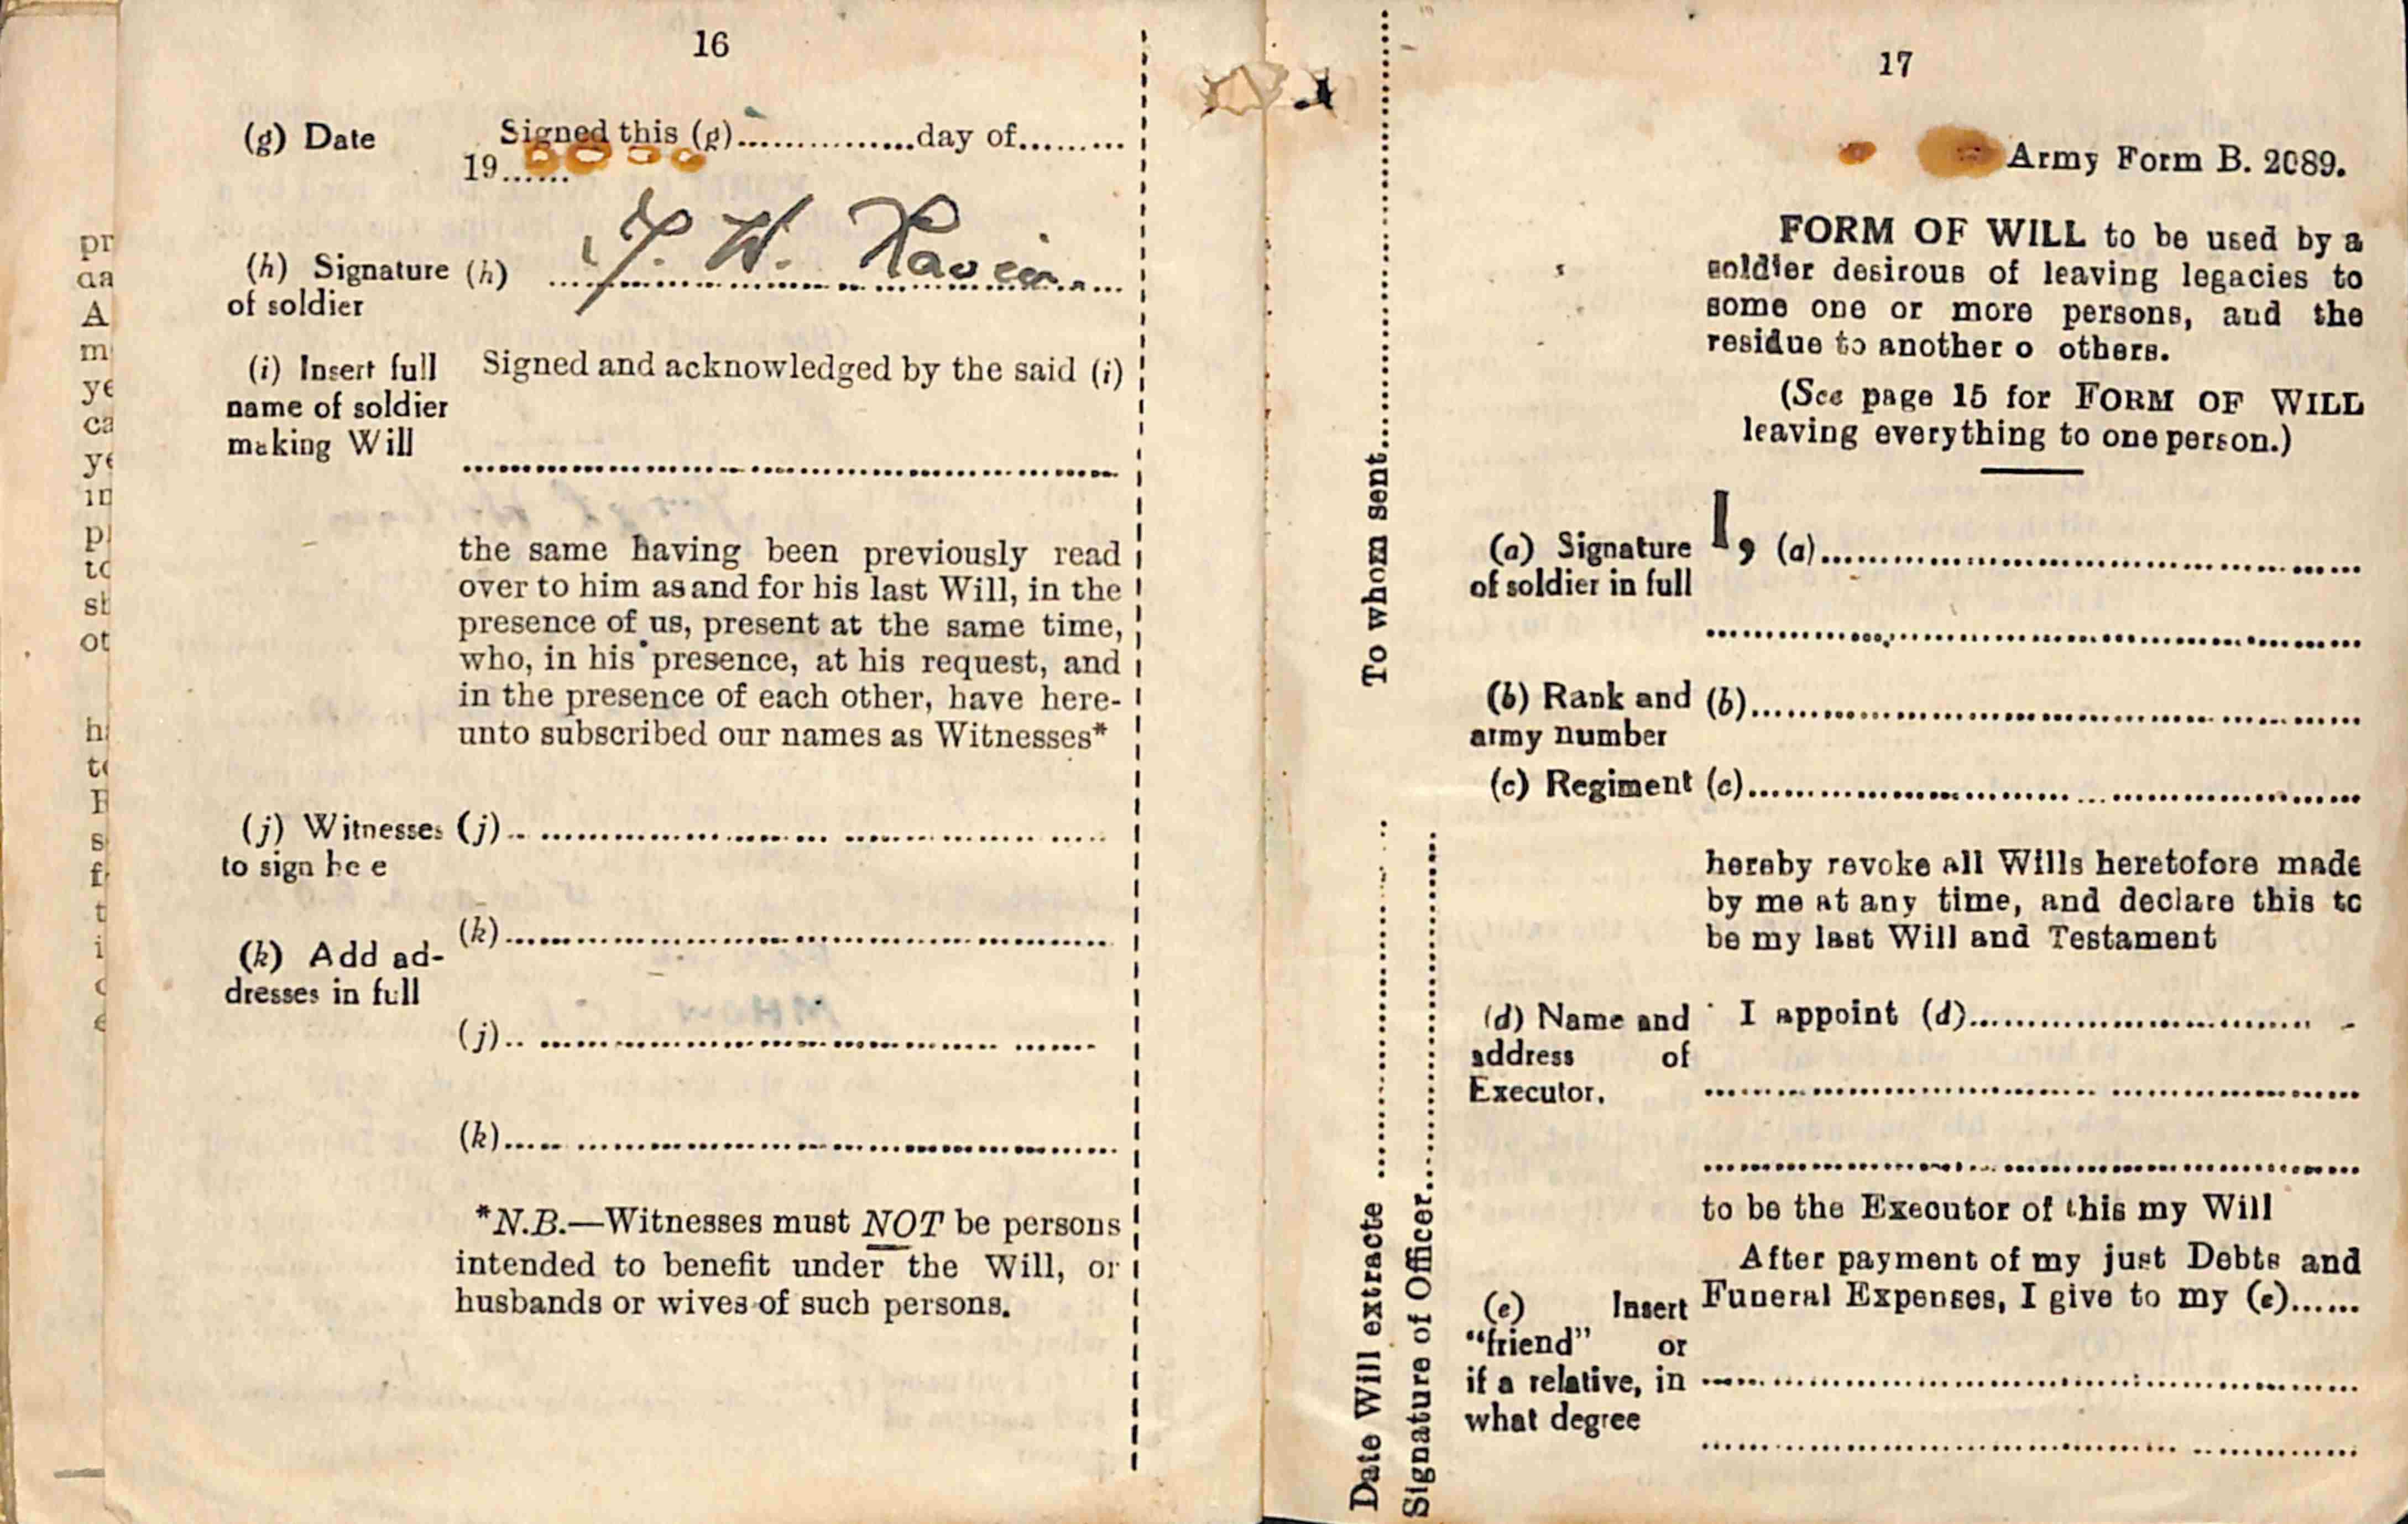 16
(g) Date
Signed this (g)...............day of.........
19......
(h) Signature
of soldier
(h)
W.
(i) Insert full
name of soldier
making Will
Signed and acknowledged by the said (i)
the same having been previously read
over to him as and for his last Will, in the
presence of us, present at the same time,
who, in his presence, at his request, and
in the presence of each other, have here-
unto subscribed our names as Witnesses*
(j) Witnesses
to sign he e
(j)
(k)
(k) Add ad-
dresses in full
(j)
(k)
*N.B.—Witnesses must NOT be persons
intended to benefit under the Will, or
husbands or wives of such persons.
To whom sent
Date Will extracte
Signature of Officer
17
Army Form B. 2089.
FORM OF WILL to be used by a
soldier desirous of leaving legacies to
some one or more persons, and the
residue to another o others.
(See page 15 for FORM OF WILL
leaving everything to one person.)
(a) Signature
of soldier in full
I, (a)
(b) Rank and
army number
(b)
(c) Regiment (c)
hereby revoke all Wills heretofore made
by me at any time, and declare this to
be my last Will and Testament
(d) Name and
address of
Executor.
I appoint (d)
to be the Executor of this my Will
After payment of my just Debts and
Funeral Expenses, I give to my (e)......
(e) Insert
"friend" or
if a relative, in
what degree